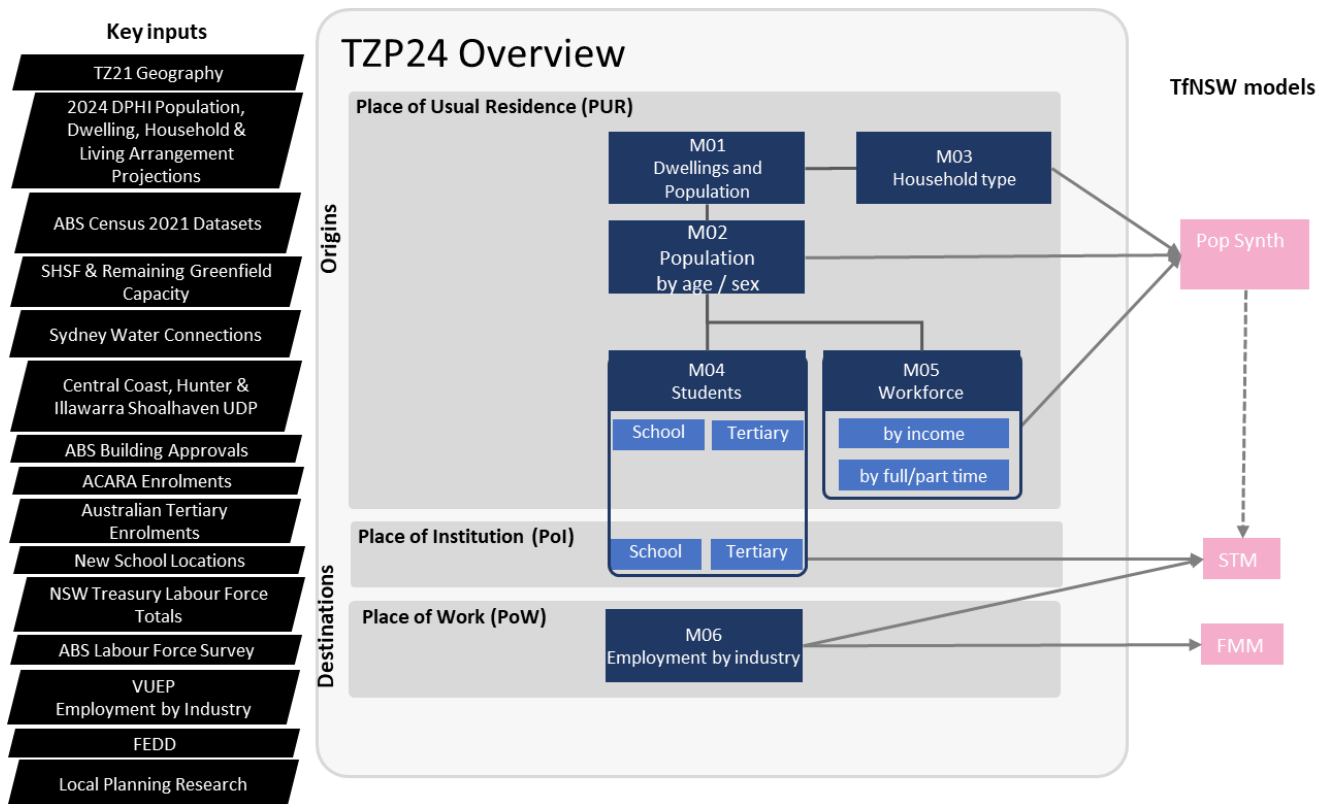 Key inputs
TZ21 Geography
2024 DPHI Population,
Dwelling, Household &
Living Arrangement
Projections
ABS Census 2021 Datasets
SHSF & Remaining Greenfield
Capacity
Sydney Water Connections
Central Coast, Hunter &
Illawarra Shoalhaven UDP
ABS Building Approvals
ACARA Enrolments
Australian Tertiary
Enrolments
New School Locations
NSW Treasury Labour Force
Totals
ABS Labour Force Survey
VUEP
Employment by Industry
FEDD
Local Planning Research
TZP24 Overview
Origins
Place of Usual Residence (PUR)
M01
Dwellings and
Population
M03
Household type
M02
Population
by age / sex
M04
Students
School
Tertiary
M05
Workforce
by income
by full/part time
Destinations
Place of Institution (PoI)
School
Tertiary
Place of Work (PoW)
M06
Employment by industry
TfNSW models
Pop Synth
STM
FMM